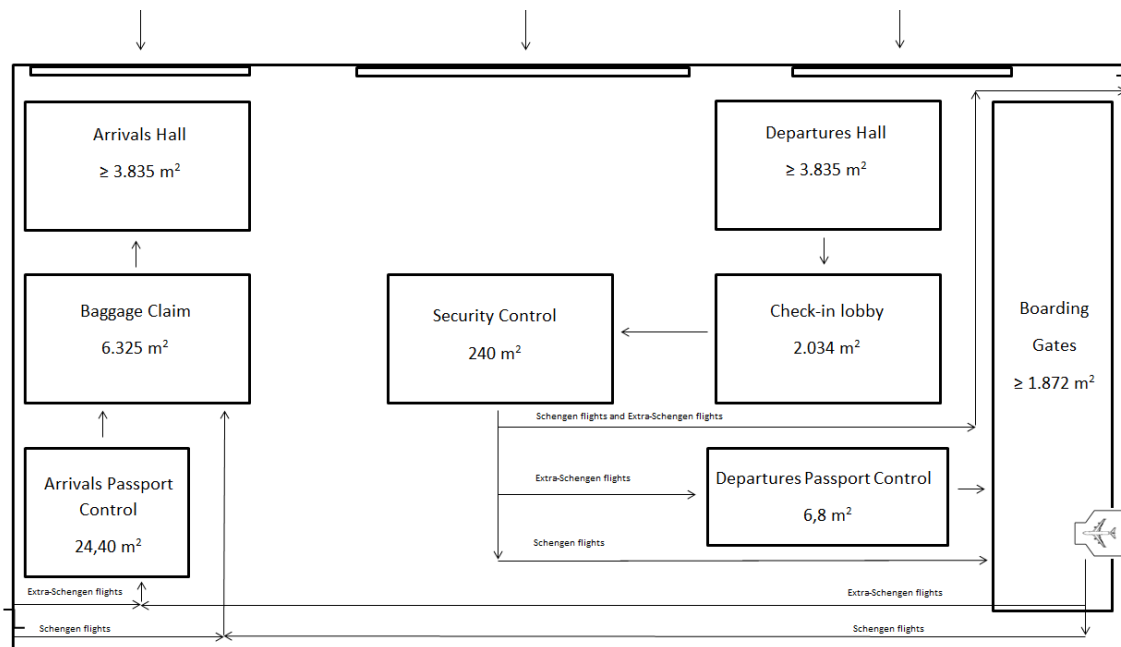 Arrivals Hall
≥ 3.835 m²
Departures Hall
≥ 3.835 m²
Baggage Claim
6.325 m²
Security Control
240 m²
Check-in lobby
2.034 m²
Boarding
Gates
≥ 1.872 m²
Schengen flights and Extra-Schengen flights
Arrivals Passport
Control
24,40 m²
Extra-Schengen flights
Departures Passport Control
6,8 m²
Schengen flights
Extra-Schengen flights
Extra-Schengen flights
Schengen flights
Schengen flights